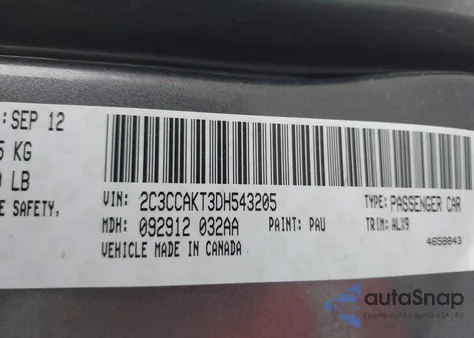 : SEP 12
5 KG
0 LB
E SAFETY,
VIN: 2C3CCAKT3DH543205
TYPE: PASSENGER CAR
MDH: 092912 032AA
PAINT: PAU
TRIM: ALX9
VEHICLE MADE IN CANADA
4658843
autoSnap